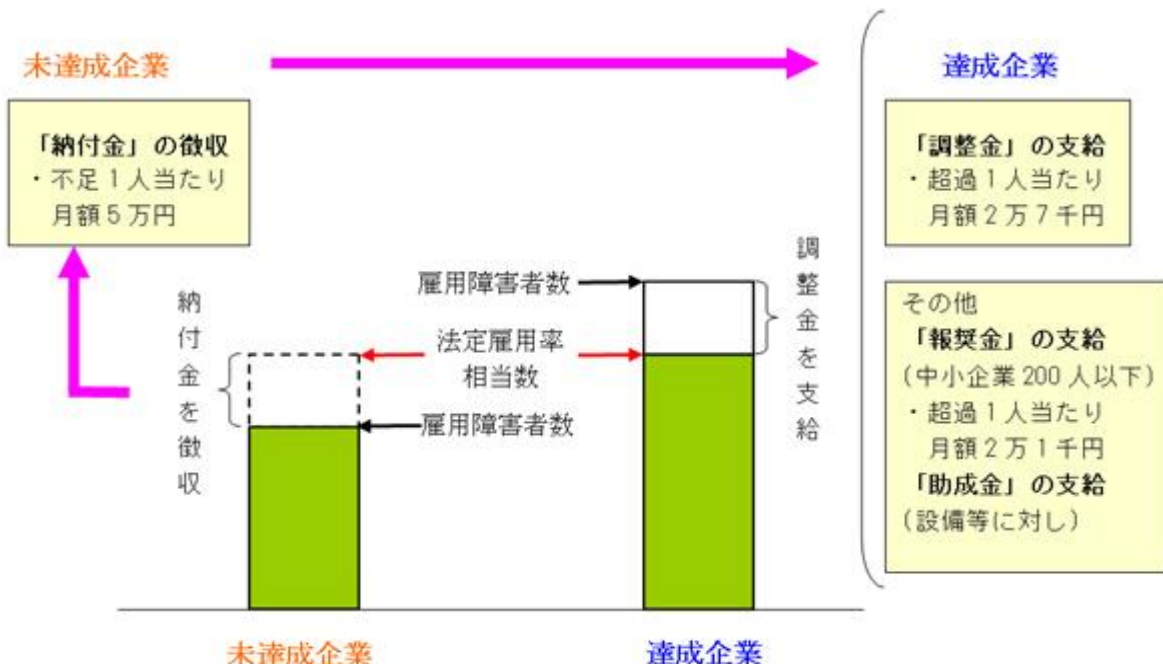 未達成企業
達成企業
「納付金」の徴収
・不足１人当たり
月額５万円
「調整金」の支給
・超過１人当たり
月額２万７千円
その他
「報奨金」の支給
(中小企業200人以下)
・超過１人当たり
月額２万１千円
「助成金」の支給
(設備等に対し)
納付金を徴収
雇用障害者数
法定雇用率
相当数
雇用障害者数
調整金を支給
未達成企業
達成企業